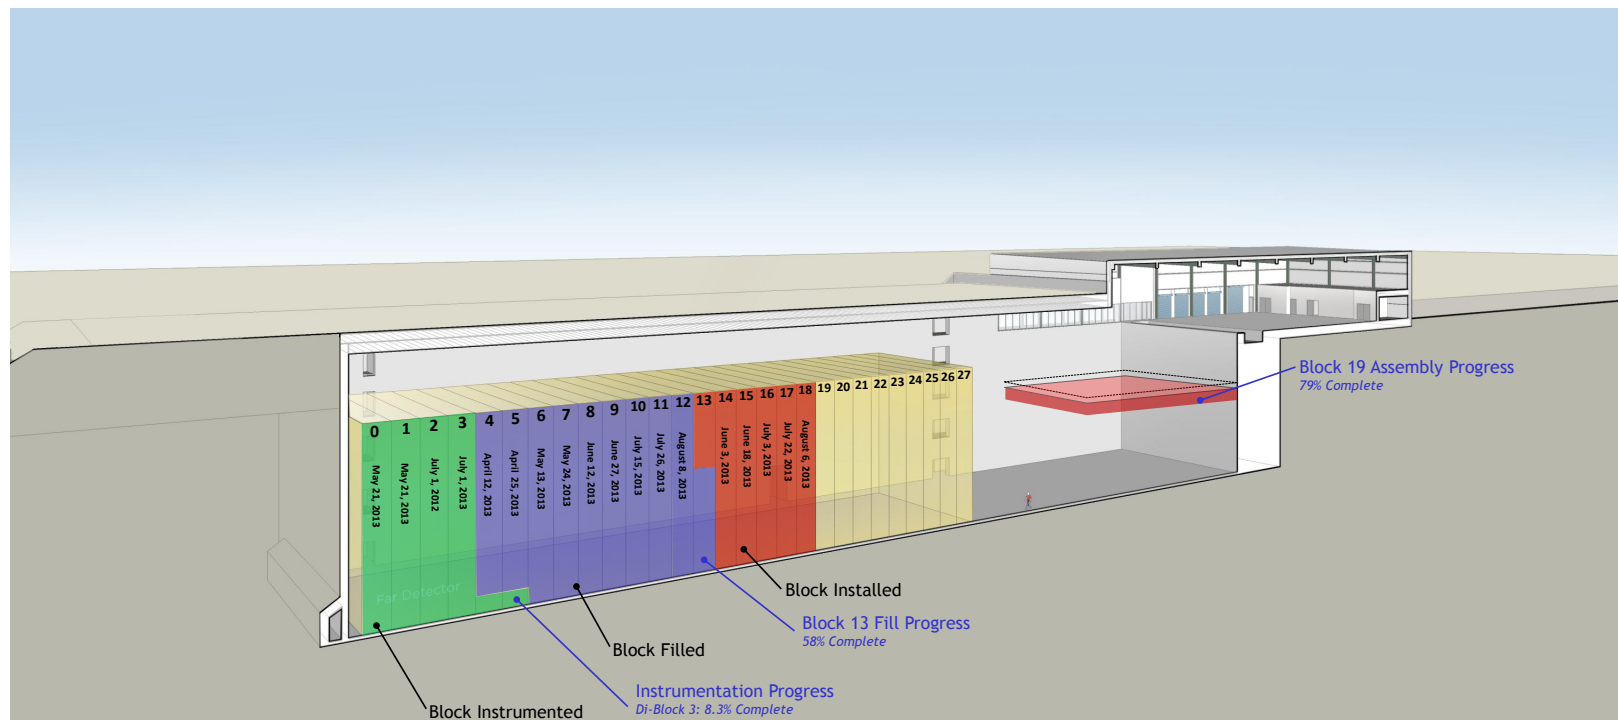 0 1 2 3 4 5 6 7 8 9 10 11 12 13 14 15 16 17 18 19 20 21 22 23 24 25 26 27
May 21, 2013
May 21, 2013
July 1, 2012
July 1, 2013
April 12, 2013
April 25, 2013
May 13, 2013
May 24, 2013
June 12, 2013
June 27, 2013
July 15, 2013
July 26, 2013
August 8, 2013
June 3, 2013
June 18, 2013
July 3, 2013
July 22, 2013
August 6, 2013
Block 19 Assembly Progress
79% Complete
Far Detector
Block Installed
Block 13 Fill Progress
58% Complete
Block Filled
Instrumentation Progress
Di-Block 3: 8.3% Complete
Block Instrumented